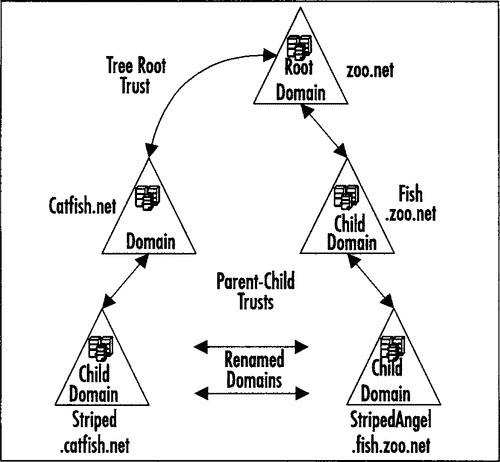 Tree Root
Trust
Root
Domain
zoo.net
Catfish.net
Domain
Fish
.zoo.net
Child
Domain
Parent-Child
Trusts
Child
Domain
Striped
.catfish.net
Renamed
Domains
Child
Domain
StripedAngel
.fish.zoo.net